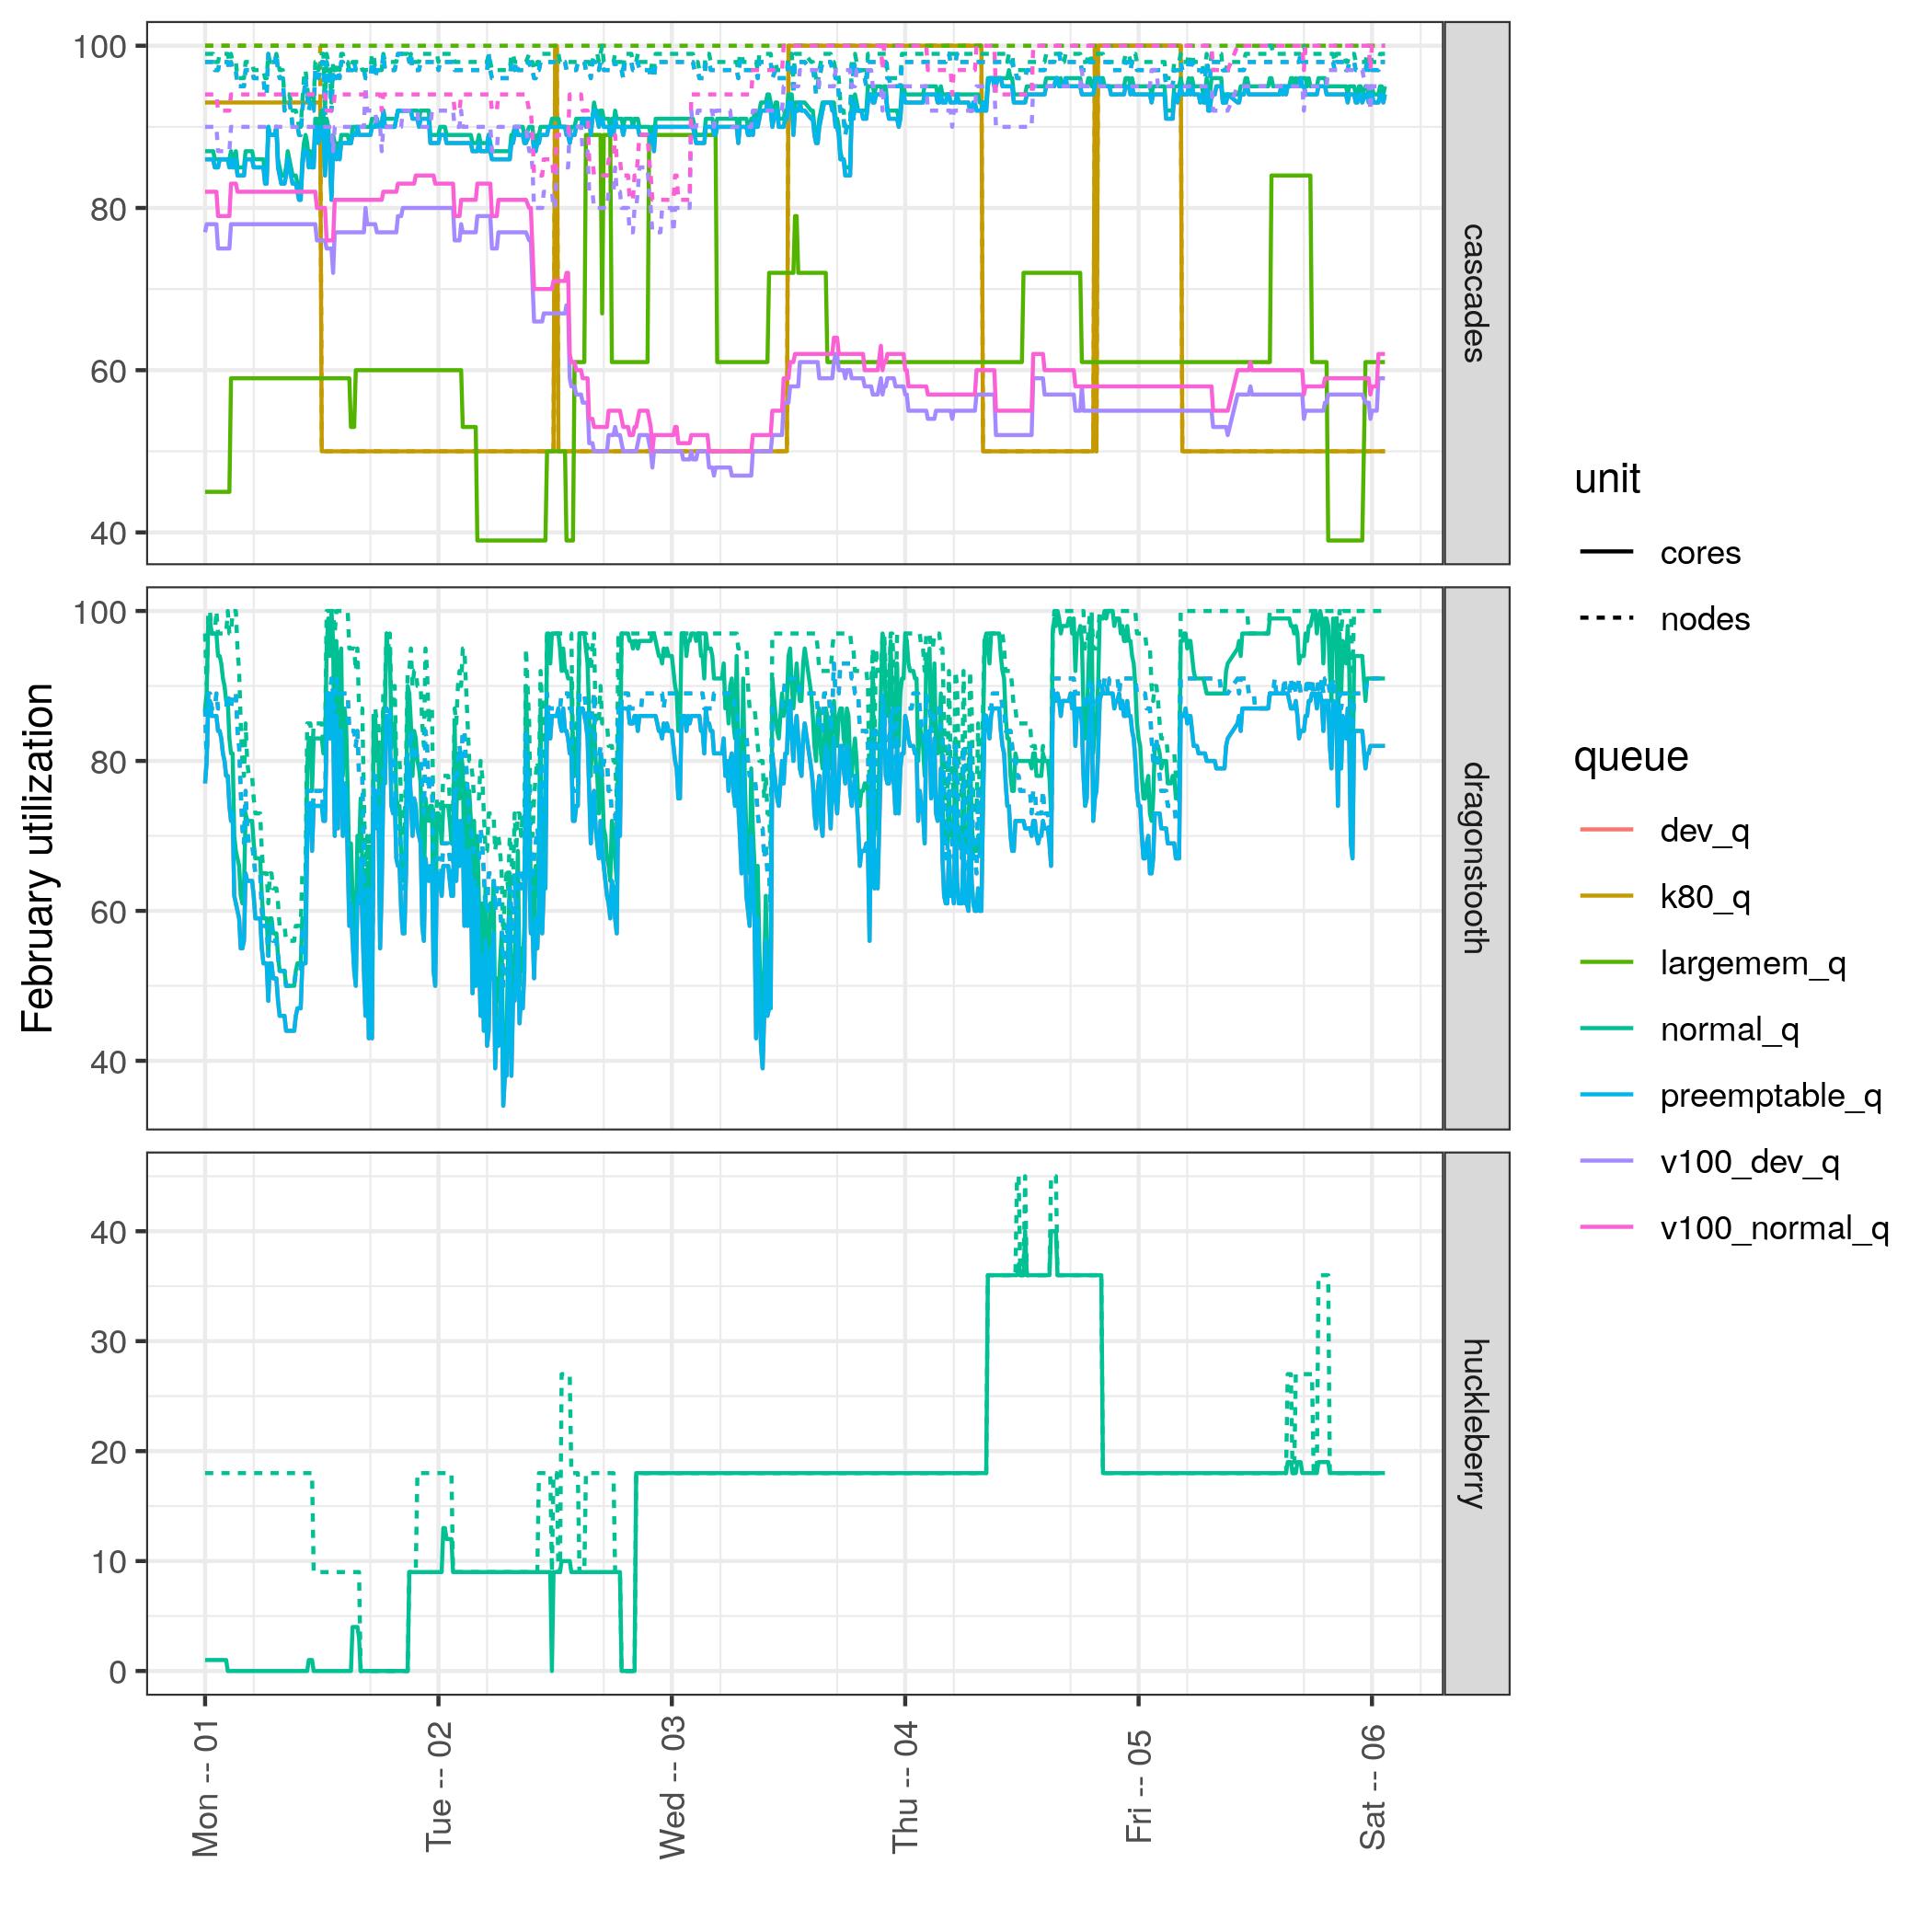 February utilization
100
80
60
40
cascades
100
80
60
40
dragonstooth
40
30
20
10
0
huckleberry
Mon -- 01
Tue -- 02
Wed -- 03
Thu -- 04
Fri -- 05
Sat -- 06
unit
cores
nodes
queue
dev_q
k80_q
largemem_q
normal_q
preemptable_q
v100_dev_q
v100_normal_q